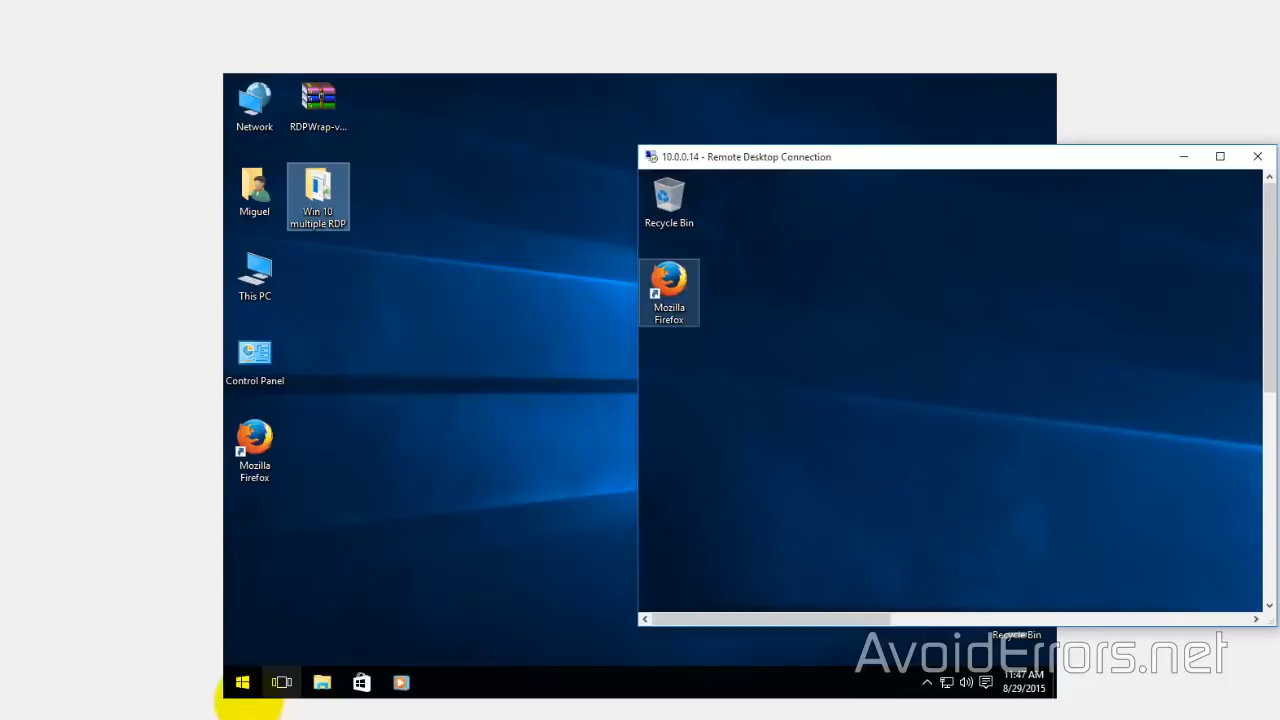 Network
RDPWrap-v...
Miguel
Win 10
multiple RDP
This PC
Control Panel
Mozilla
Firefox
10.0.0.14 - Remote Desktop Connection
Recycle Bin
Mozilla
Firefox
Recycle Bin
AvoidErrors.net
11:47 AM
8/29/2015